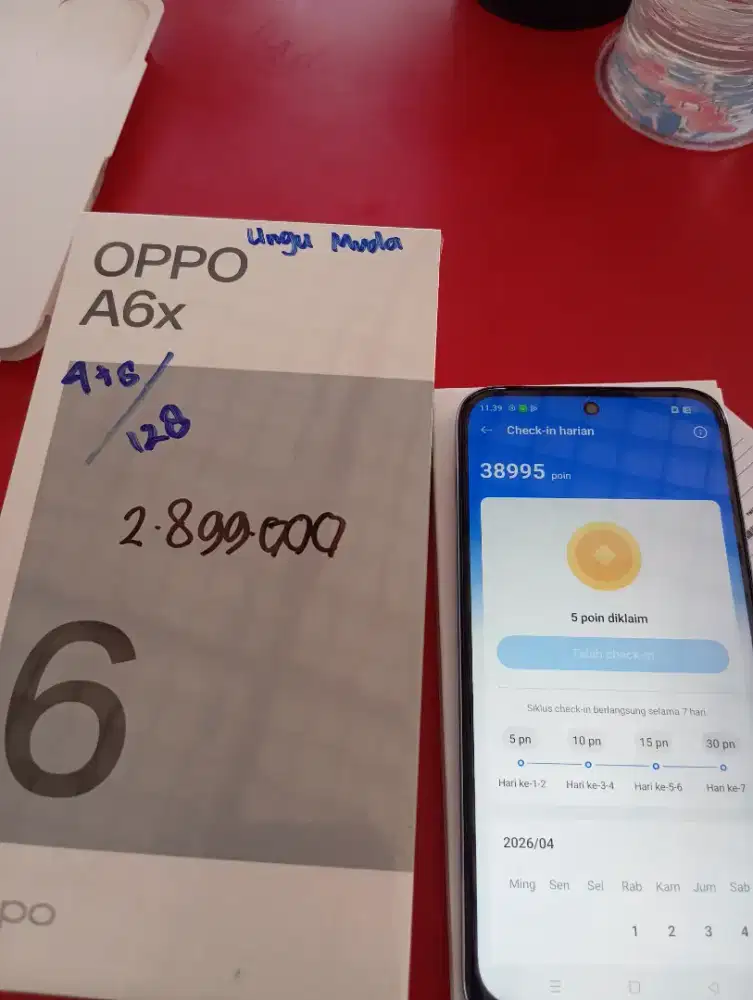 Ungu Muda
OPPO
A6x
4+6/
128
2.899.000
6
po
11.39
Check-in harian
38995 poin
5 poin diklaim
Telah check-in
Siklus check-in berlangsung selama 7 hari
5 pn 10 pn 15 pn 30 pn
Hari ke-1-2 Hari ke-3-4 Hari ke-5-6 Hari ke-7
2026/04
Ming Sen Sel Rab Kam Jum Sab
1 2 3 4